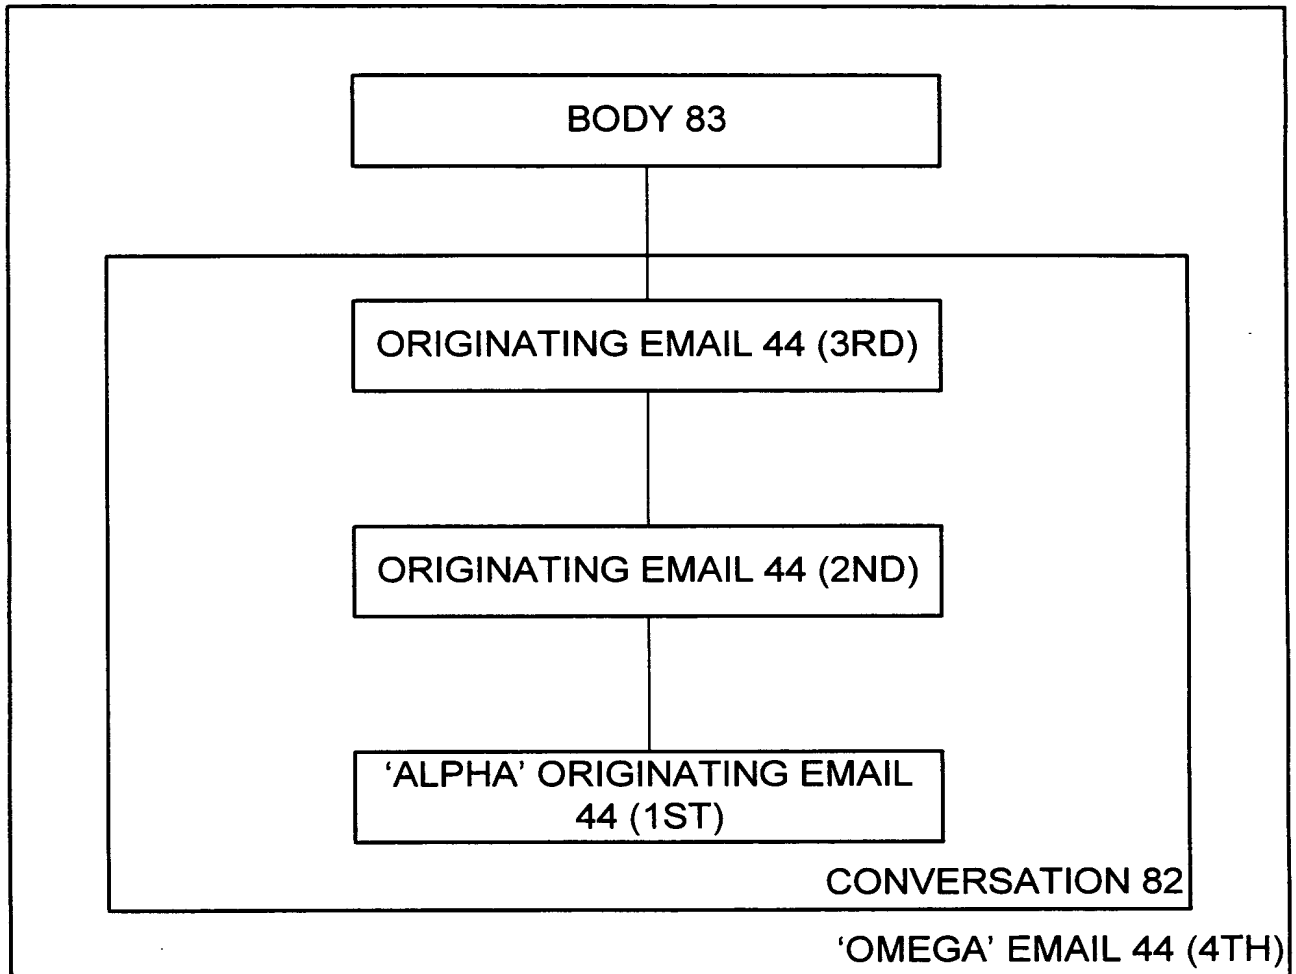 BODY 83
ORIGINATING EMAIL 44 (3RD)
ORIGINATING EMAIL 44 (2ND)
‘ALPHA’ ORIGINATING EMAIL
44 (1ST)
CONVERSATION 82
‘OMEGA’ EMAIL 44 (4TH)